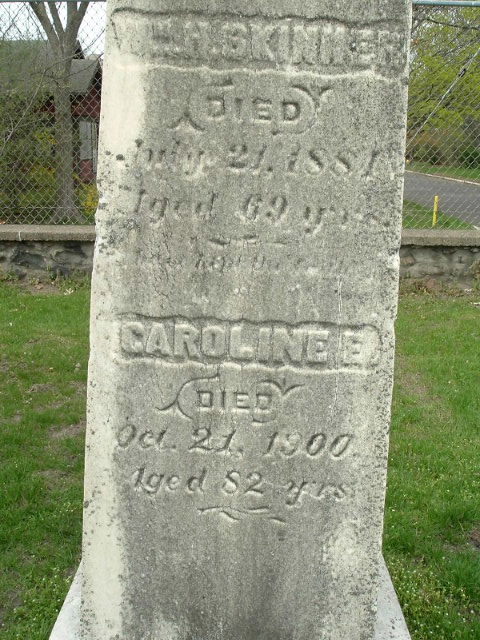 SKINNER
DIED
July 21, 1881
Aged 69 yrs.
CAROLINE E.
DIED
Oct. 21, 1900.
Aged 82 yrs.